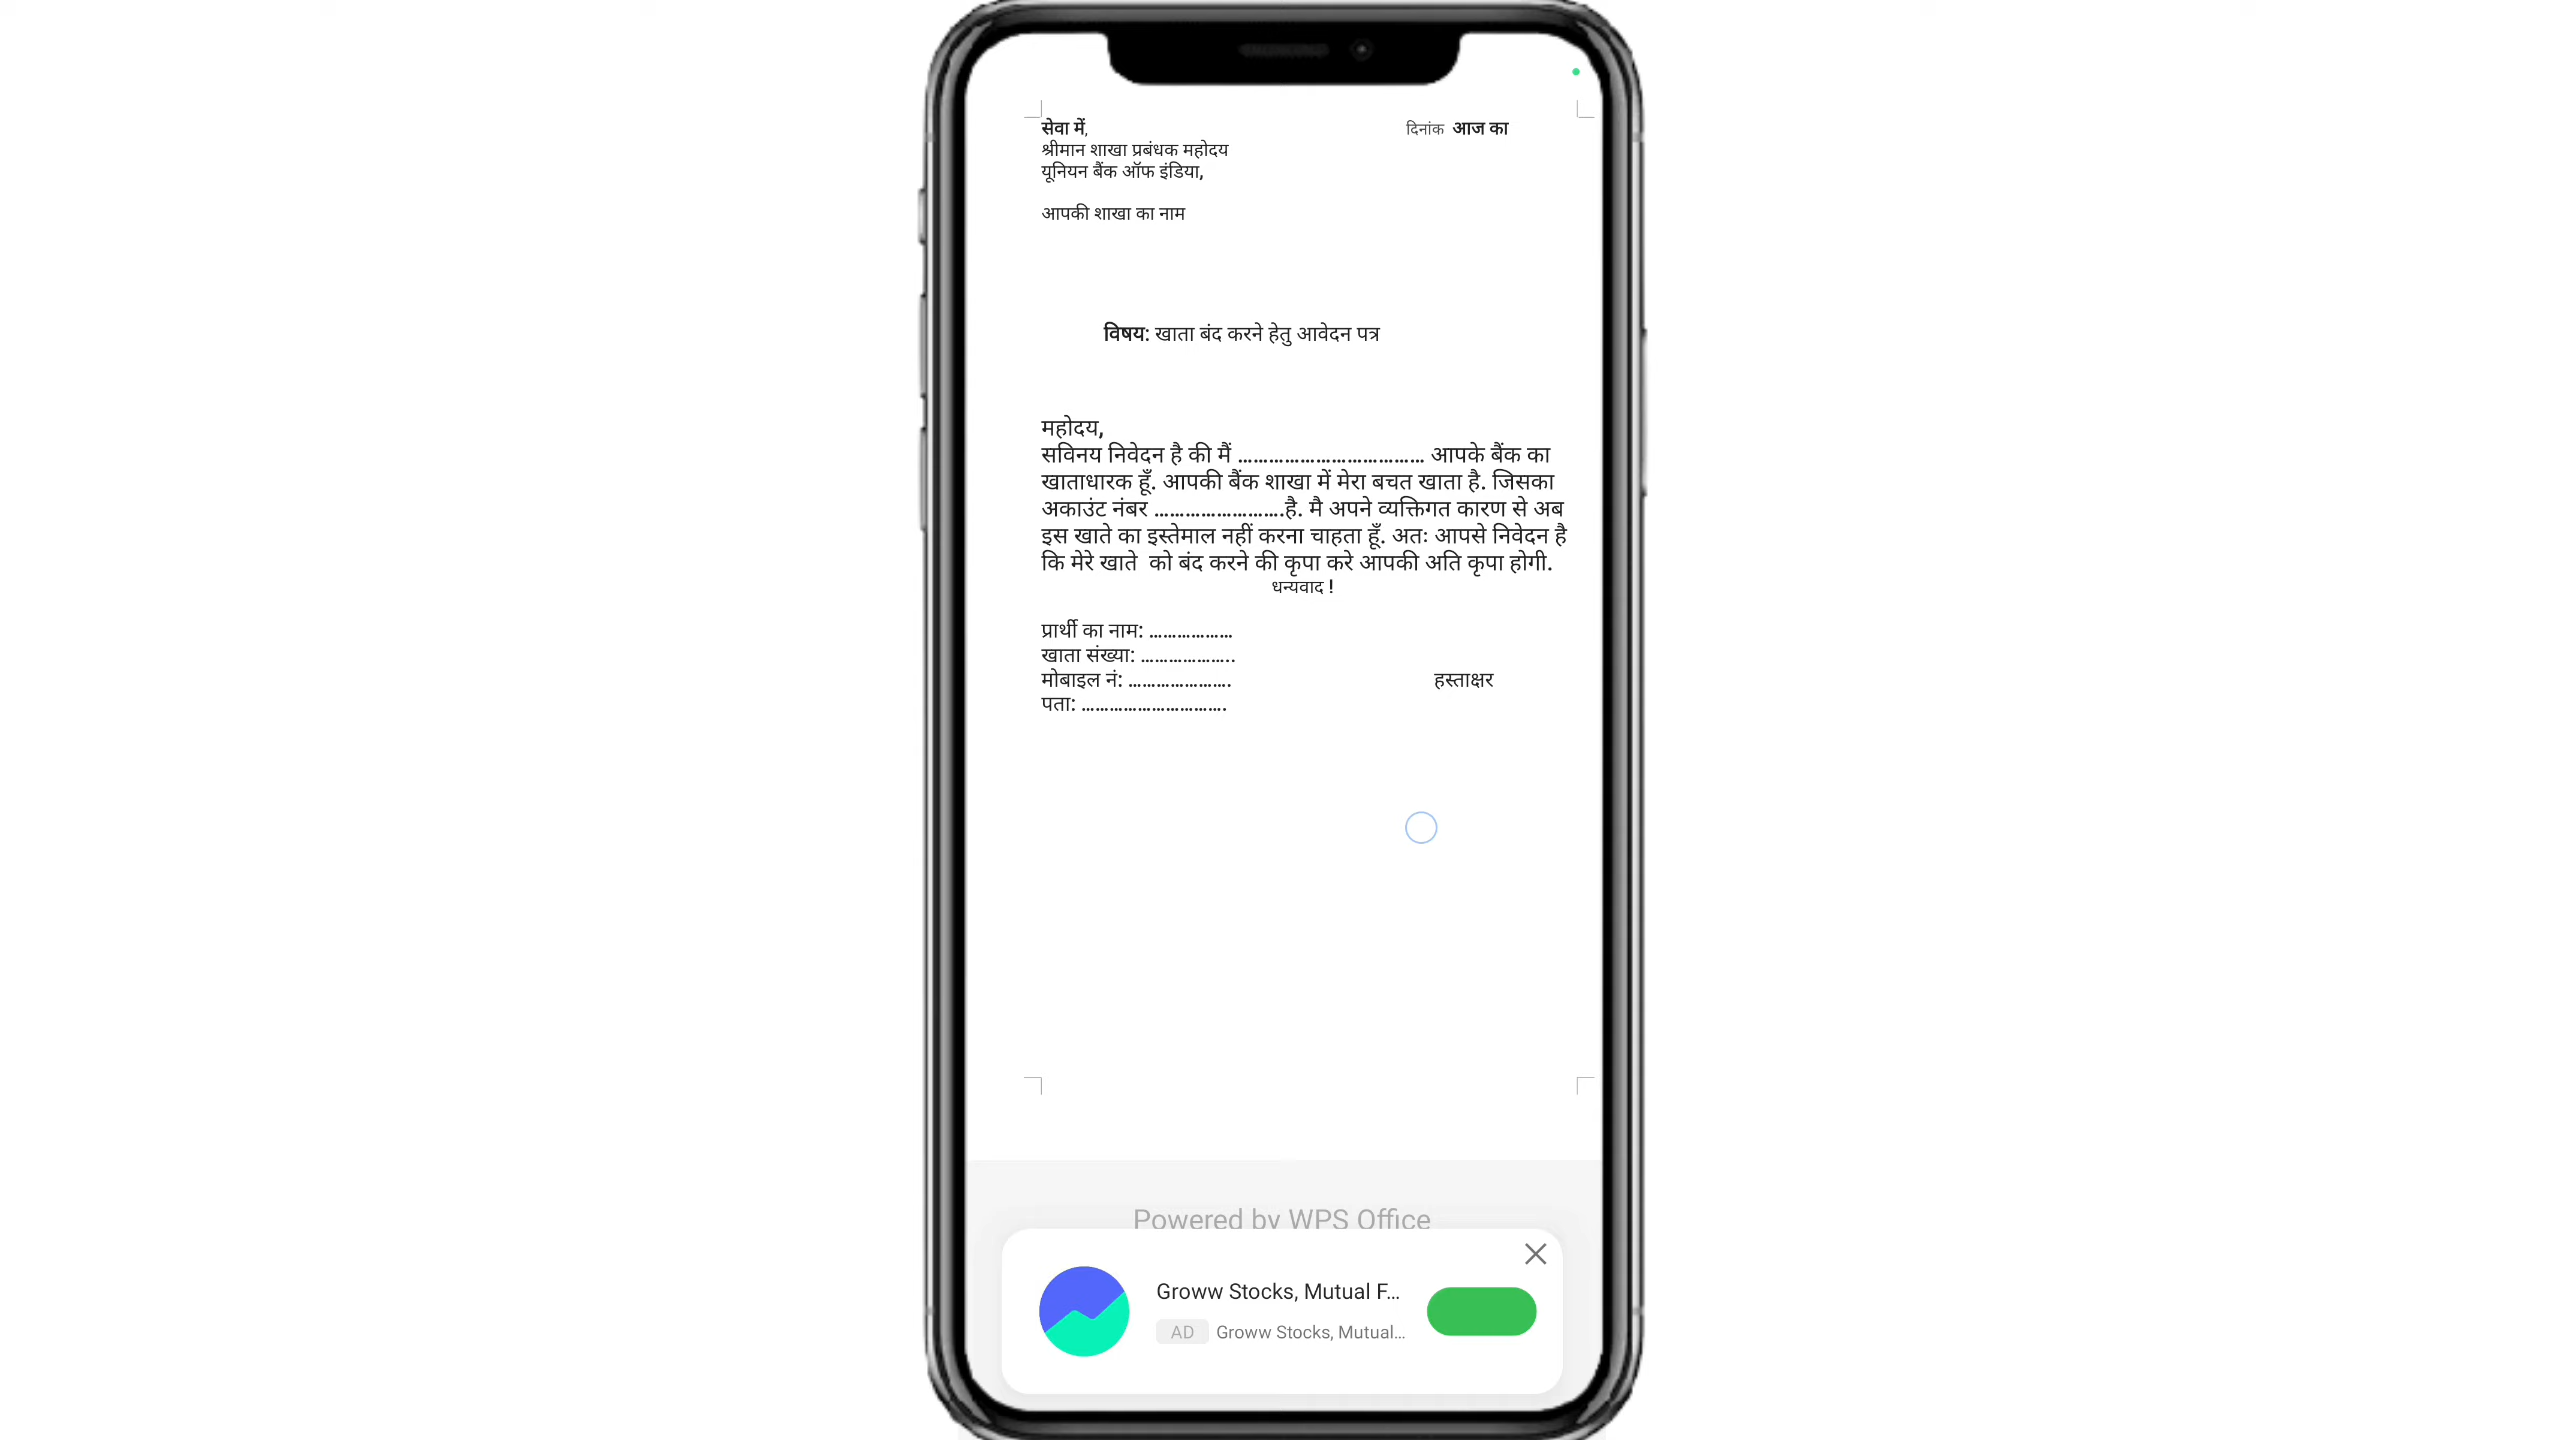 सेवा में, दिनांक आज का
श्रीमान शाखा प्रबंधक महोदय
यूनियन बैंक ऑफ इंडिया,
आपकी शाखा का नाम
विषय: खाता बंद करने हेतु आवेदन पत्र
महोदय,
सविनय निवेदन है की मैं ……………………………… आपके बैंक का
खाताधारक हूँ. आपकी बैंक शाखा में मेरा बचत खाता है. जिसका
अकाउंट नंबर …………………….है. मै अपने व्यक्तिगत कारण से अब
इस खाते का इस्तेमाल नहीं करना चाहता हूँ. अतः आपसे निवेदन है
कि मेरे खाते  को बंद करने की कृपा करे आपकी अति कृपा होगी.
धन्यवाद !
प्रार्थी का नाम: ………………
खाता संख्या: ………………..
मोबाइल नं: …………………. हस्ताक्षर
पता: ………………………….
Powered by WPS Office
Groww Stocks, Mutual F...
AD Groww Stocks, Mutual...